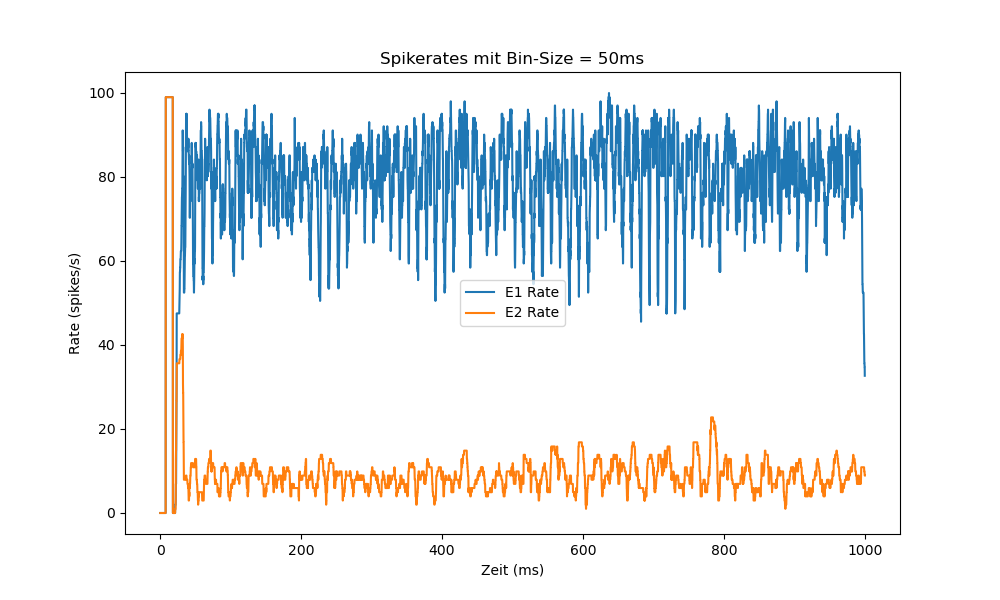 Spikerates mit Bin-Size = 50ms
Rate (spikes/s)
100
80
60
40
20
0
E1 Rate
E2 Rate
0 200 400 600 800 1000
Zeit (ms)